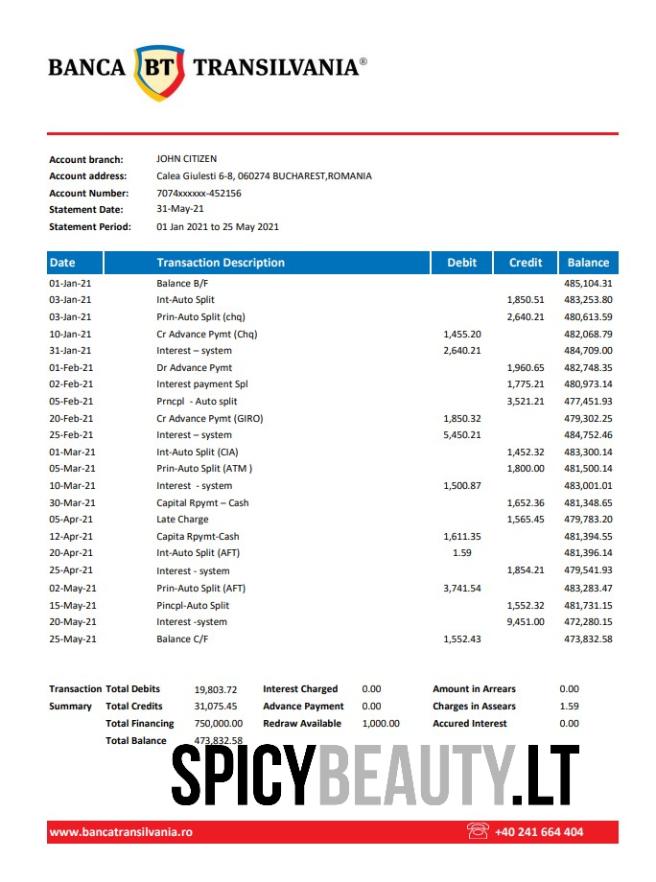 BANCA BT TRANSILVANIA®
Account branch: JOHN CITIZEN
Account address: Calea Giulesti 6-8, 060274 BUCHAREST,ROMANIA
Account Number: 7074xxxxxx-452156
Statement Date: 31-May-21
Statement Period: 01 Jan 2021 to 25 May 2021
Date Transaction Description Debit Credit Balance
01-Jan-21 Balance B/F 485,104.31
03-Jan-21 Int-Auto Split 1,850.51 483,253.80
03-Jan-21 Prin-Auto Split (chq) 2,640.21 480,613.59
10-Jan-21 Cr Advance Pymt (Chq) 1,455.20 482,068.79
31-Jan-21 Interest – system 2,640.21 484,709.00
01-Feb-21 Dr Advance Pymt 1,960.65 482,748.35
02-Feb-21 Interest payment Spl 1,775.21 480,973.14
05-Feb-21 Prncpl - Auto split 3,521.21 477,451.93
20-Feb-21 Cr Advance Pymt (GIRO) 1,850.32 479,302.25
25-Feb-21 Interest – system 5,450.21 484,752.46
01-Mar-21 Int-Auto Split (CIA) 1,452.32 483,300.14
05-Mar-21 Prin-Auto Split (ATM ) 1,800.00 481,500.14
10-Mar-21 Interest - system 1,500.87 483,001.01
30-Mar-21 Capital Rpymt – Cash 1,652.36 481,348.65
05-Apr-21 Late Charge 1,565.45 479,783.20
12-Apr-21 Capita Rpymt-Cash 1,611.35 481,394.55
20-Apr-21 Int-Auto Split (AFT) 1.59 481,396.14
25-Apr-21 Interest - system 1,854.21 479,541.93
02-May-21 Prin-Auto Split (AFT) 3,741.54 483,283.47
15-May-21 Pincpl-Auto Split 1,552.32 481,731.15
20-May-21 Interest -system 9,451.00 472,280.15
25-May-21 Balance C/F 1,552.43 473,832.58
Transaction Total Debits 19,803.72 Interest Charged 0.00 Amount in Arrears 0.00
Summary Total Credits 31,075.45 Advance Payment 0.00 Charges in Assears 1.59
Total Financing 750,000.00 Redraw Available 1,000.00 Accured Interest 0.00
Total Balance 473,832.58
SPICYBEAUTY.LT
www.bancatransilvania.ro +40 241 664 404